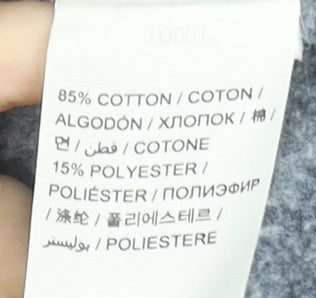 85% COTTON / COTON /
ALGODÓN / ХЛОПОК / 棉 /
면 / قطن / COTONE
15% POLYESTER /
POLIÉSTER / ПОЛИЭФИР
/ 涤纶 / 폴리에스테르 /
بوليستر / POLIESTERE